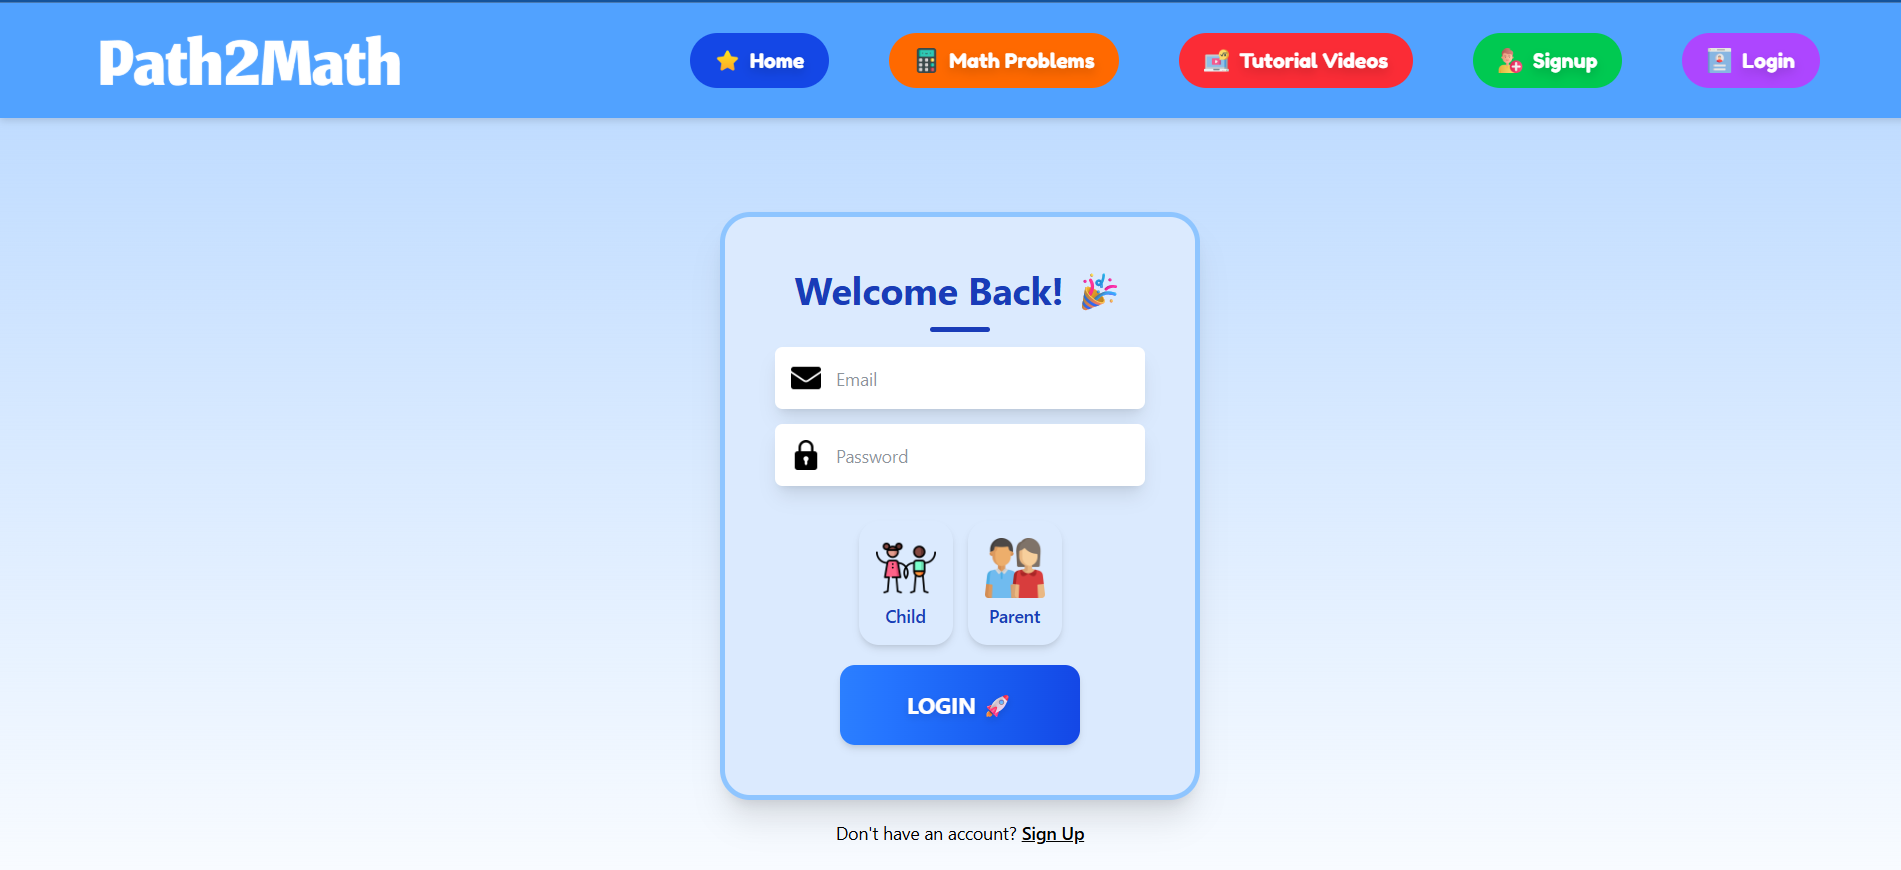 Path2Math
Home
Math Problems
Tutorial Videos
Signup
Login
Welcome Back!
Email
Password
Child
Parent
LOGIN
Don't have an account? Sign Up